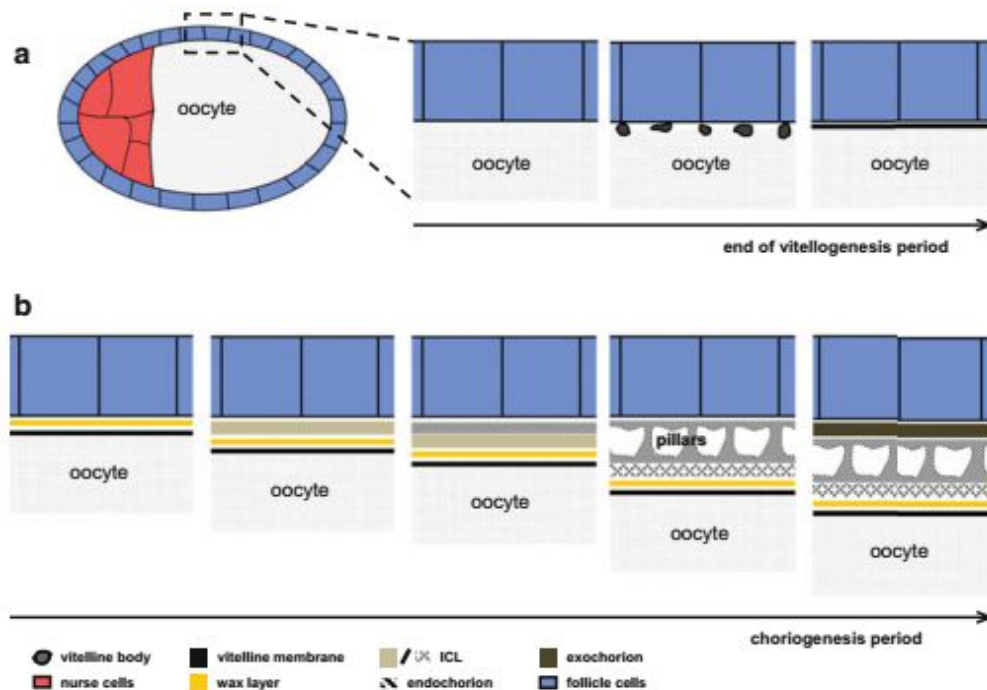 a
oocyte
oocyte
oocyte
oocyte
end of vitellogenesis period
b
pillars
oocyte
oocyte
oocyte
oocyte
oocyte
choriogenesis period
vitelline body
vitelline membrane
/ ICL
exochorion
nurse cells
wax layer
endochorion
follicle cells